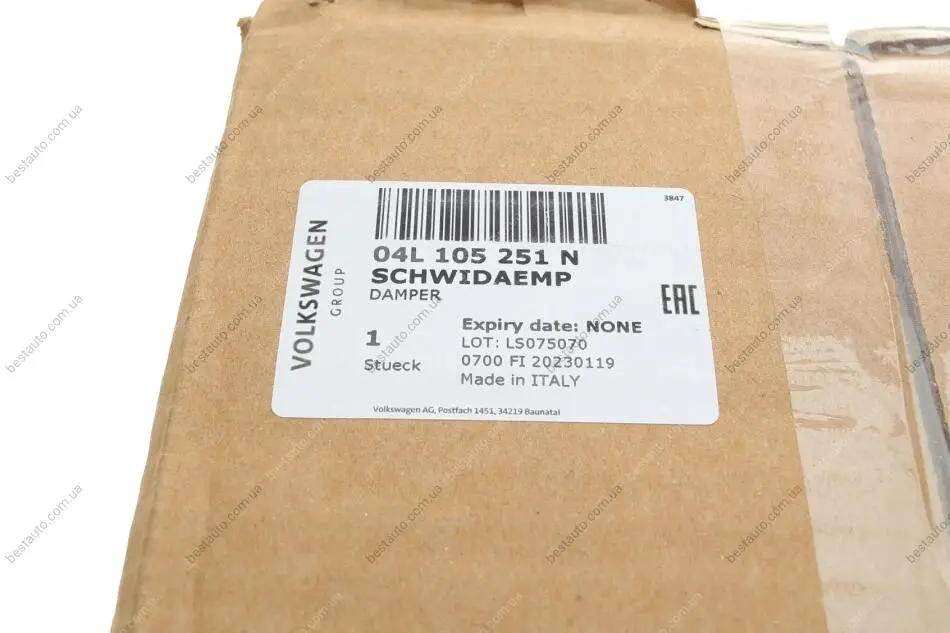 3847
04L 105 251 N
SCHWIDAEMP
DAMPER
VOLKSWAGEN
GROUP
EAC
1
Stueck
Expiry date: NONE
LOT: LS075070
0700 FI 20230119
Made in ITALY
Volkswagen AG, Postfach 1451, 34219 Baunatal
bestauto.com.ua